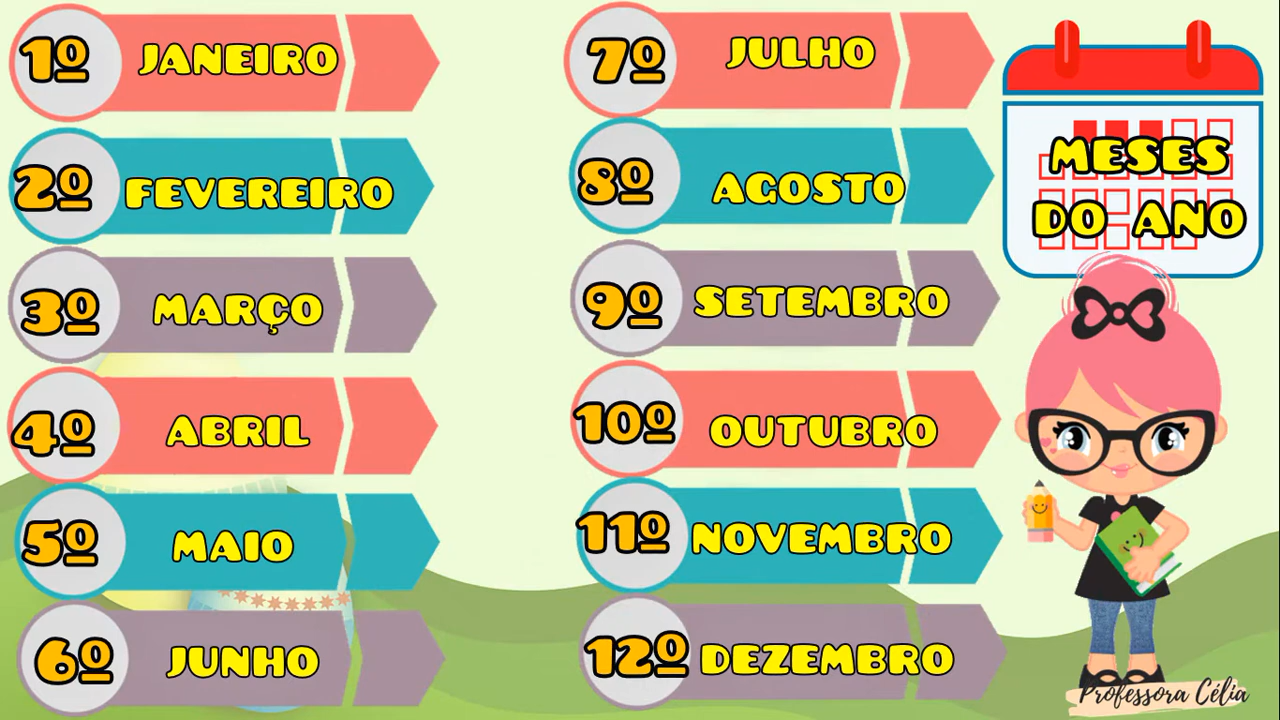 1º JANEIRO
2º FEVEREIRO
3º MARÇO
4º ABRIL
5º MAIO
6º JUNHO
7º JULHO
8º AGOSTO
9º SETEMBRO
10º OUTUBRO
11º NOVEMBRO
12º DEZEMBRO
MESES
DO ANO
Professora Célia